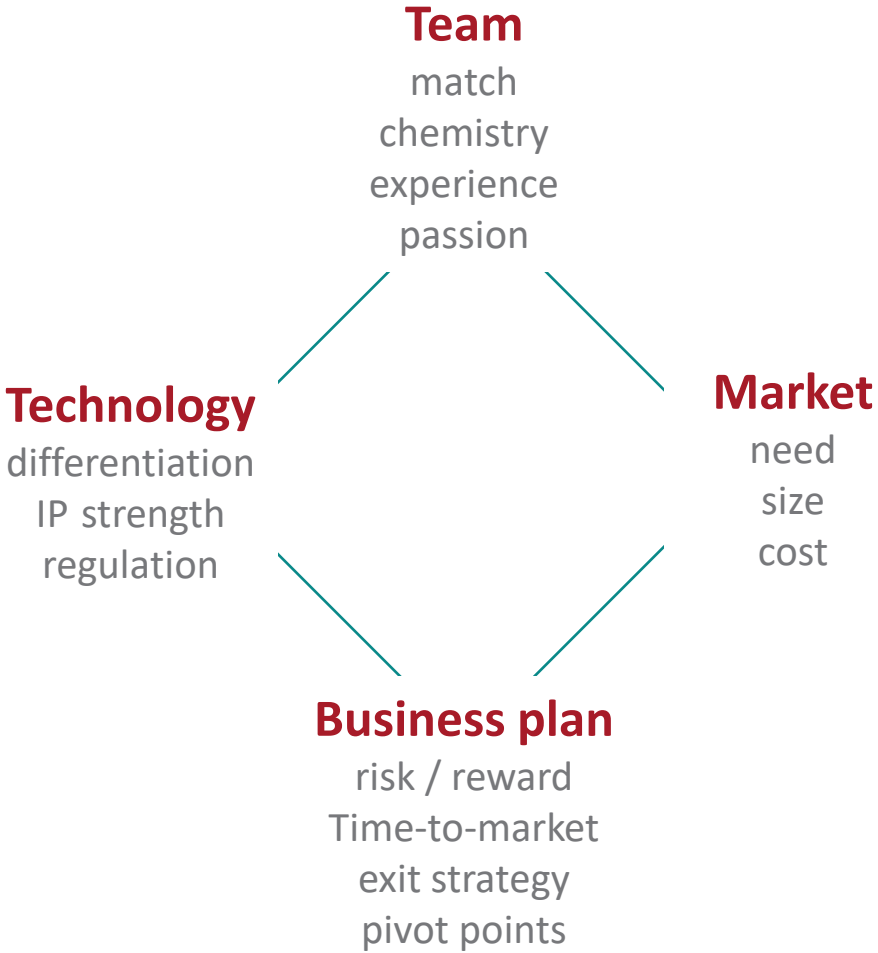 Team
match
chemistry
experience
passion
Technology
differentiation
IP strength
regulation
Market
need
size
cost
Business plan
risk / reward
Time-to-market
exit strategy
pivot points